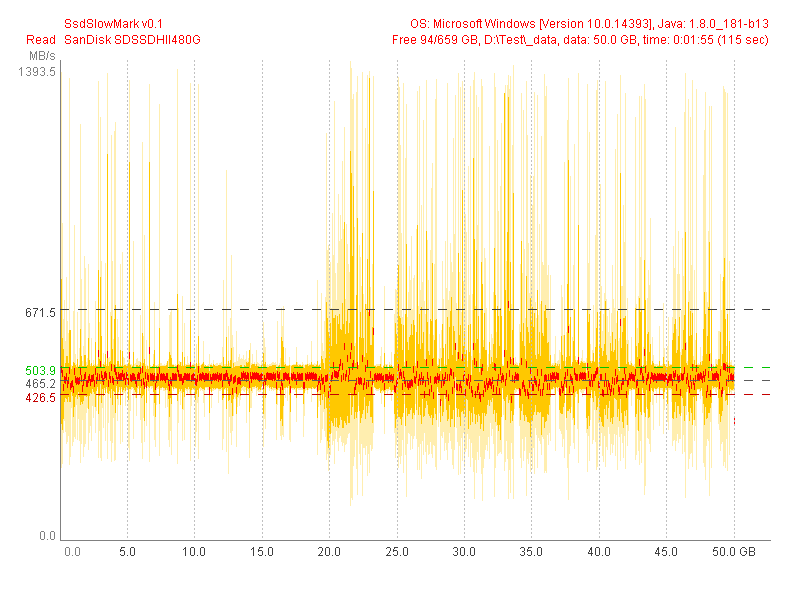 SsdSlowMark v0.1
OS: Microsoft Windows [Version 10.0.14393], Java: 1.8.0_181-b13
Read SanDisk SDSSDHII480G
Free 94/659 GB, D:\Test\_data, data: 50.0 GB, time: 0:01:55 (115 sec)
MB/s
1393.5
671.5
503.9
465.2
426.5
0.0
0.0 5.0 10.0 15.0 20.0 25.0 30.0 35.0 40.0 45.0 50.0 GB